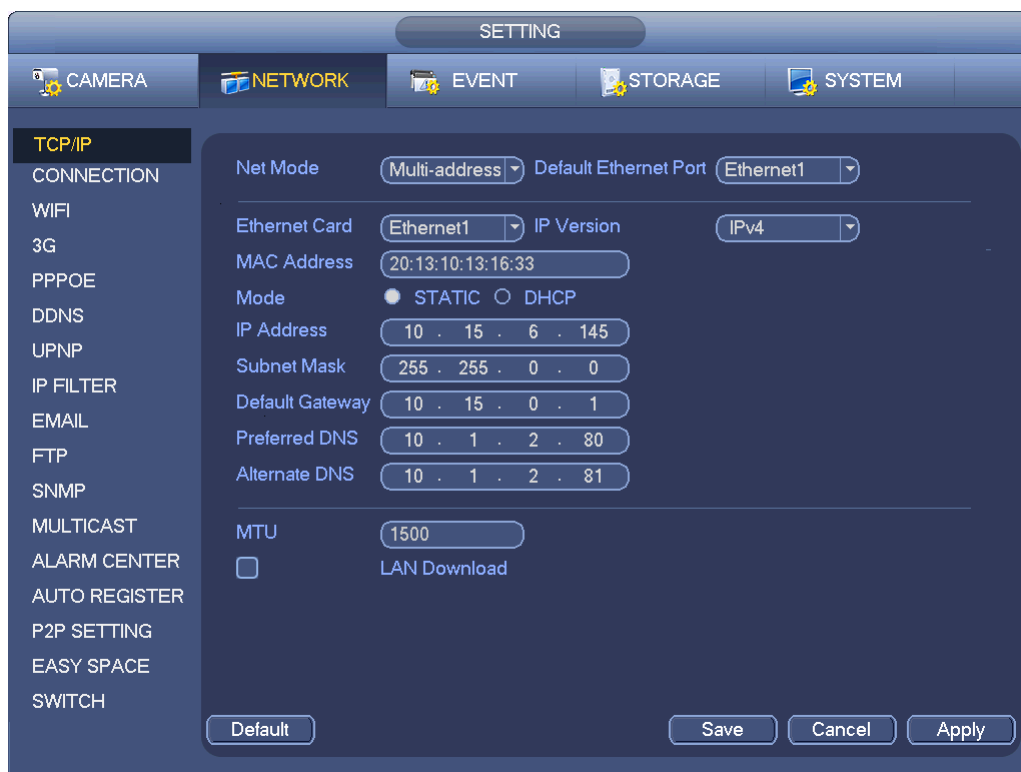 SETTING
CAMERA NETWORK EVENT STORAGE SYSTEM
TCP/IP
CONNECTION
WIFI
3G
PPPOE
DDNS
UPNP
IP FILTER
EMAIL
FTP
SNMP
MULTICAST
ALARM CENTER
AUTO REGISTER
P2P SETTING
EASY SPACE
SWITCH
Net Mode Multi-address Default Ethernet Port Ethernet1
Ethernet Card Ethernet1 IP Version IPv4
MAC Address 20:13:10:13:16:33
Mode STATIC DHCP
IP Address 10 . 15 . 6 . 145
Subnet Mask 255 . 255 . 0 . 0
Default Gateway 10 . 15 . 0 . 1
Preferred DNS 10 . 1 . 2 . 80
Alternate DNS 10 . 1 . 2 . 81
MTU 1500
LAN Download
Default Save Cancel Apply